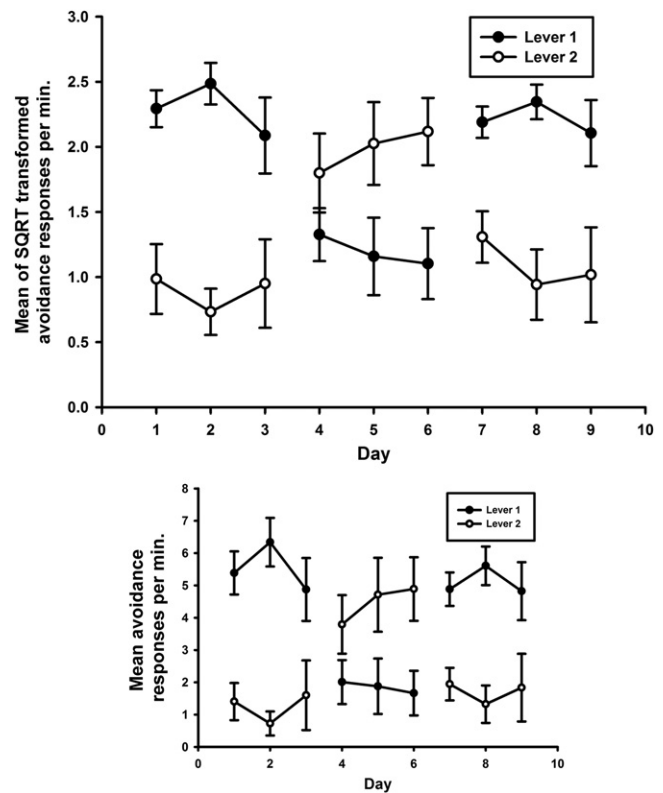 Mean of SQRT transformed
avoidance responses per min.
3.0
2.5
2.0
1.5
1.0
0.5
0.0
Lever 1
Lever 2
0 1 2 3 4 5 6 7 8 9 10
Day
Mean avoidance
responses per min.
8
7
6
5
4
3
2
1
0
Lever 1
Lever 2
0 2 4 6 8 10
Day